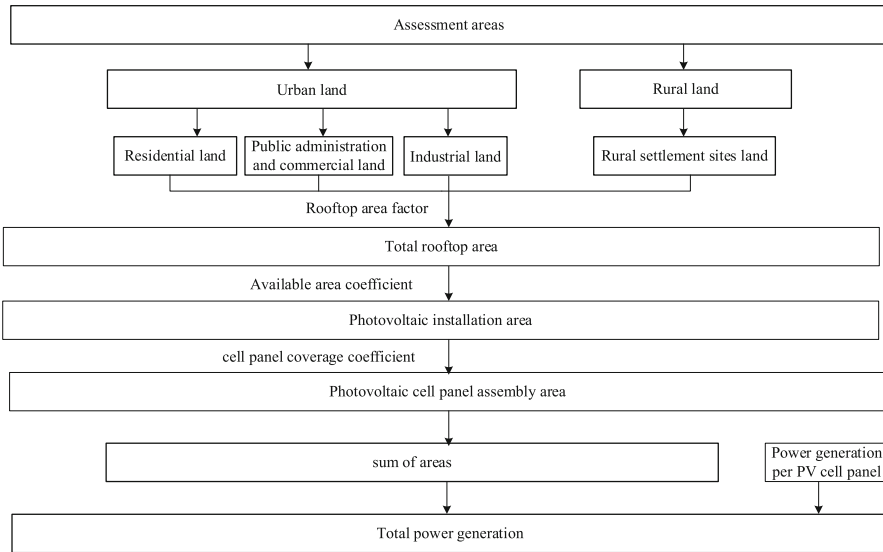 Assessment areas
Urban land
Rural land
Residential land
Public administration
and commercial land
Industrial land
Rural settlement sites land
Rooftop area factor
Total rooftop area
Available area coefficient
Photovoltaic installation area
cell panel coverage coefficient
Photovoltaic cell panel assembly area
sum of areas
Power generation
per PV cell panel
Total power generation